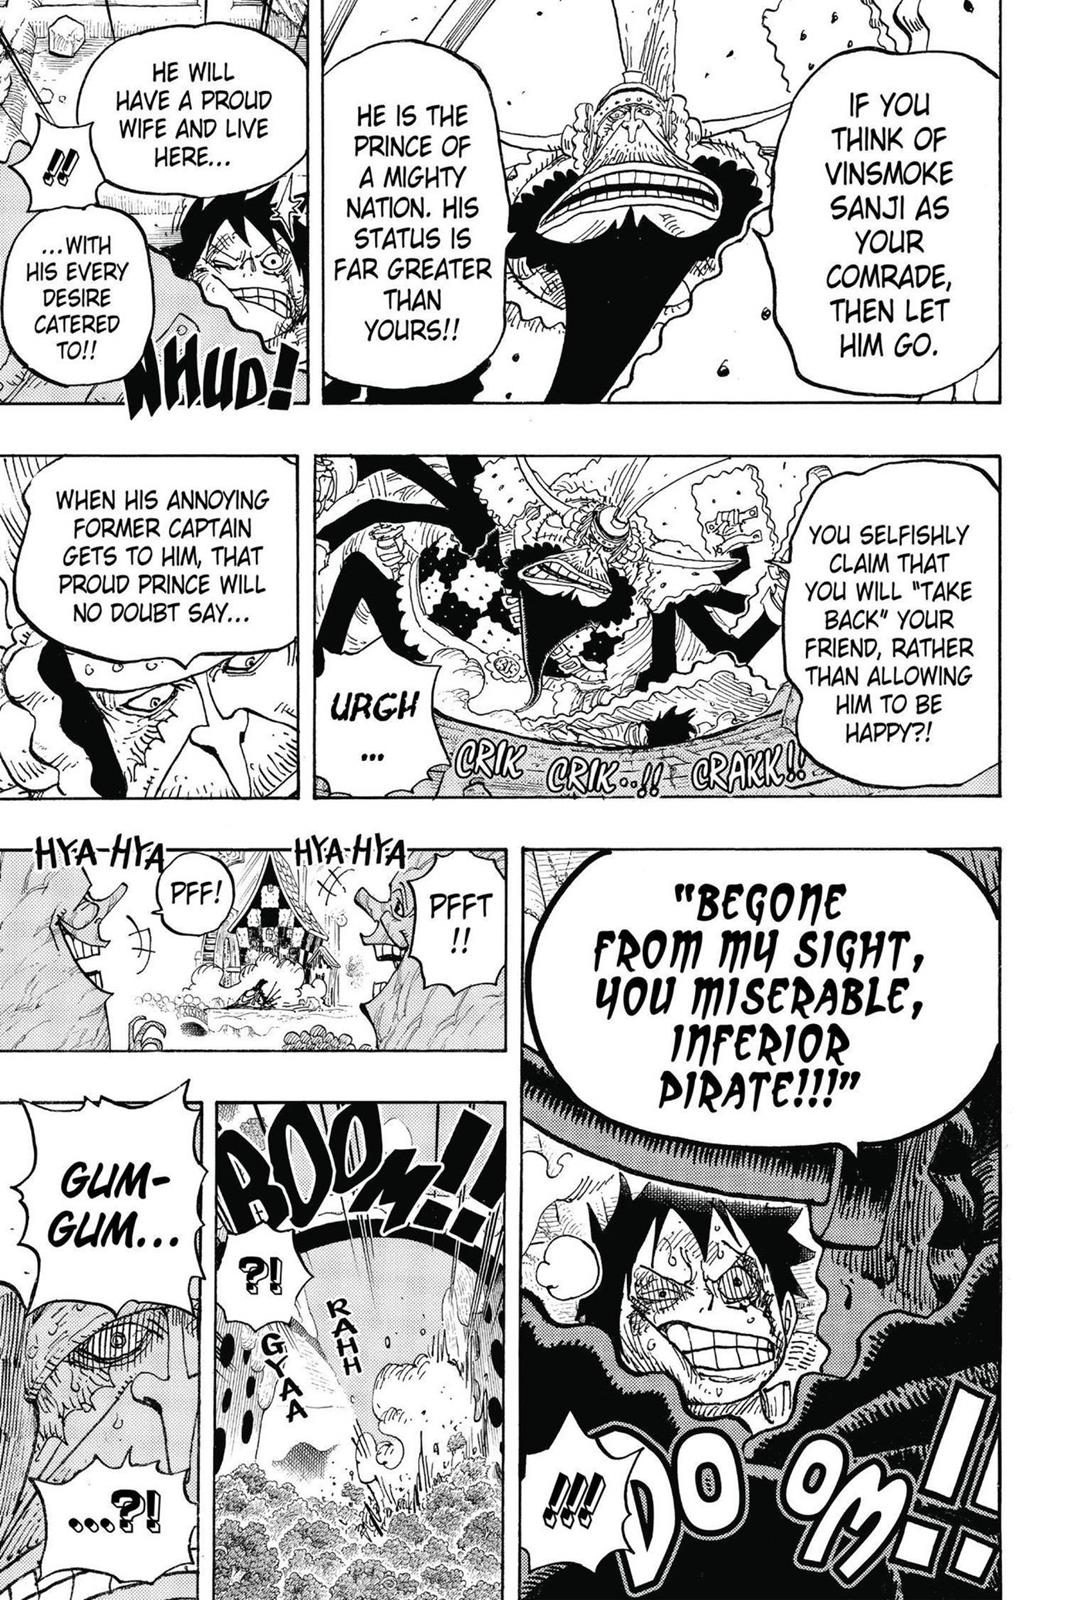 IF YOU
THINK OF
VINSMOKE
SANJI AS
YOUR
COMRADE,
THEN LET
HIM GO.
HE IS THE
PRINCE OF
A MIGHTY
NATION. HIS
STATUS IS
FAR GREATER
THAN
YOURS!!
HE WILL
HAVE A PROUD
WIFE AND LIVE
HERE...
!!
...WITH
HIS EVERY
DESIRE
CATERED
TO!!
WHUD!
YOU SELFISHLY
CLAIM THAT
YOU WILL "TAKE
BACK" YOUR
FRIEND, RATHER
THAN ALLOWING
HIM TO BE
HAPPY?!
URGH
...
CRIK
CRIK..!!
CRAKK!!
WHEN HIS ANNOYING
FORMER CAPTAIN
GETS TO HIM, THAT
PROUD PRINCE WILL
NO DOUBT SAY...
"BEGONE
FROM MY SIGHT,
YOU MISERABLE,
INFERIOR
PIRATE!!!"
!!!
DOOM!!
HYA-HYA
PFFT
!!
PFF!
HYA-HYA
ROOM!!
?!
RAHH
GYAA
GUM-
GUM...
...?!